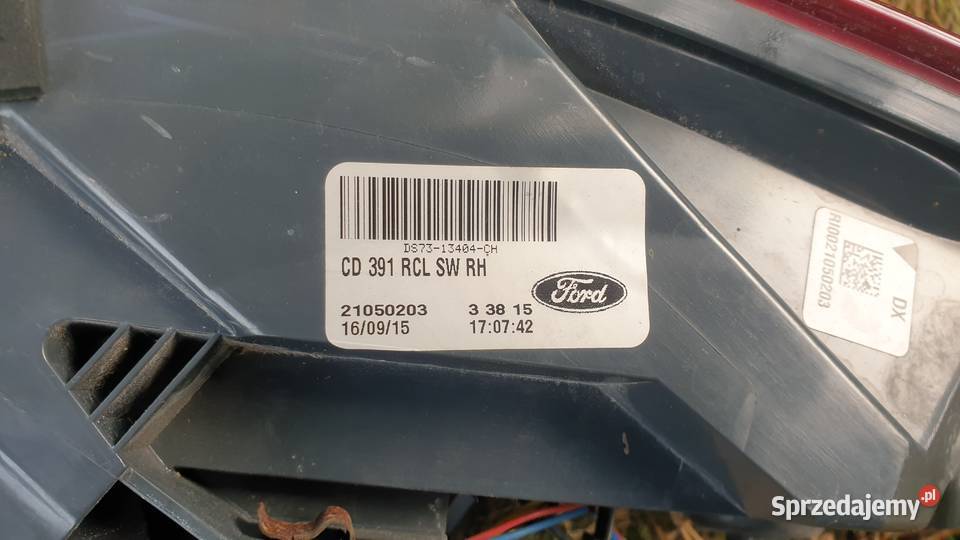 DS73-13404-CH
CD 391 RCL SW RH
Ford
21050203 3 38 15
16/09/15 17:07:42
RI0021050203
DX
Sprzedajemy.pl